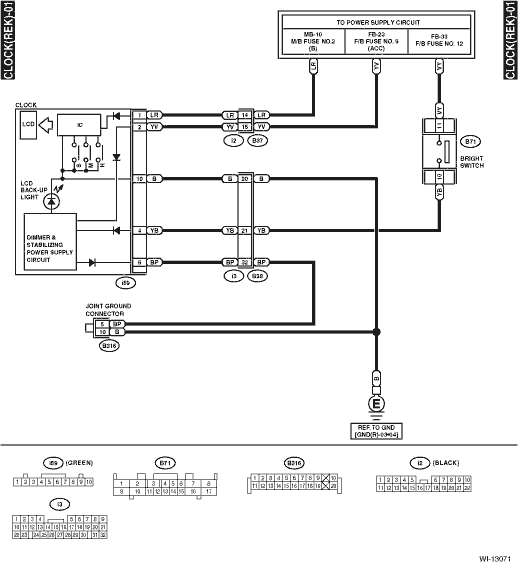 CLOCK(REK)-01
CLOCK(REK)-01
TO POWER SUPPLY CIRCUIT
MB-10
M/B FUSE NO.2
(B)
FB-23
F/B FUSE NO. 5
(ACC)
FB-33
F/B FUSE NO. 12
LR
YV
VY
CLOCK
LCD
IC
S
M
H
1 LR LR 14 LR
2 YV YV 15 YV
i2 B37
VY
11
B71
BRIGHT
SWITCH
10
YB
LCD
BACK-UP
LIGHT
10 B B 20 B
DIMMER &
STABILIZING
POWER SUPPLY
CIRCUIT
4 YB YB 21 YB
6 BP BP 32 BP
i59
i3 B38
JOINT GROUND
CONNECTOR
5 BP
10 B
B316
B
E
REF TO GND
[GND(R)-03•04]
i59 (GREEN)
1 2 3 4 5 6 7 8 9 10
B71
1 2 3 4 5 6 7 8
9 10 11 12 13 14 15 16 17
B316
1 2 3 4 5 6 7 8 9 10
11 12 13 14 15 16 17 18 19 20
i2 (BLACK)
1 2 3 4 5 6 7 8 9 10
11 12 13 14 15 16 17 18 19 20 21 22
i3
1 2 3 4 5 6 7 8 9
10 11 12 13 14 15 16 17 18 19 20 21
22 23 24 25 26 27 28 29 30 31 32
WI-13071